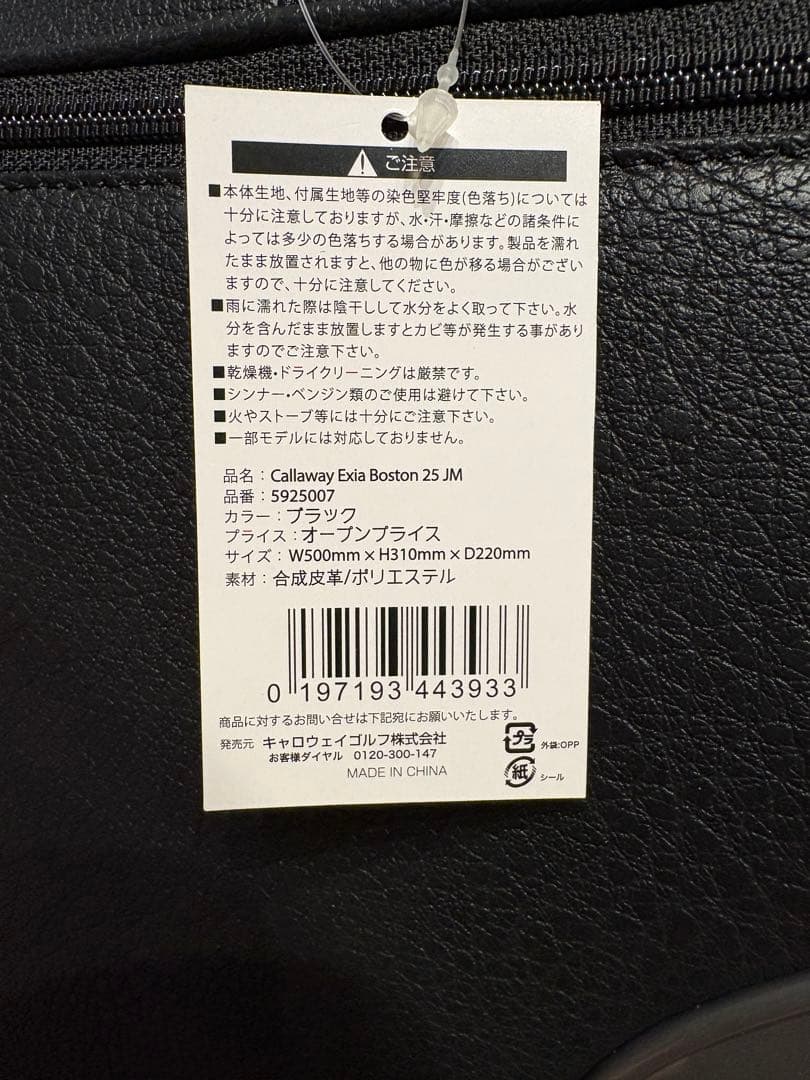 ご注意
■本体生地、付属生地等の染色堅牢度(色落ち)については
十分に注意しておりますが、水・汗・摩擦などの諸条件に
よっては多少の色落ちする場合があります。製品を濡れ
たまま放置されますと、他の物に色が移る場合がござい
ますので、十分に注意してください。
■雨に濡れた際は陰干しして水分をよく取って下さい。水
分を含んだまま放置しますとカビ等が発生する事があり
ますのでご注意下さい。
■乾燥機・ドライクリーニングは厳禁です。
■シンナー・ベンジン類のご使用は避けて下さい。
■火やストーブ等には十分にご注意下さい。
■一部モデルには対応しておりません。
品名：Callaway Exia Boston 25 JM
品番：5925007
カラー：ブラック
プライス：オープンプライス
サイズ：W500mm×H310mm×D220mm
素材：合成皮革/ポリエステル
0 197193 443933
商品に対するお問い合せは下記宛にお願いいたします。
発売元 キャロウェイゴルフ株式会社
お客様ダイヤル 0120-300-147
MADE IN CHINA
プラ 外袋:OPP
紙 シール